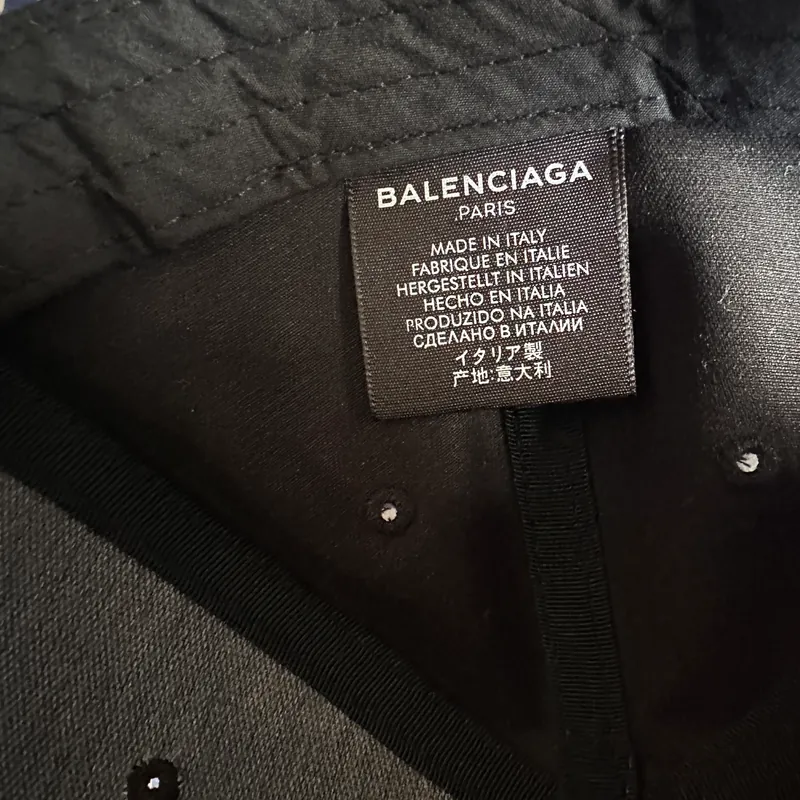 BALENCIAGA
PARIS
MADE IN ITALY
FABRIQUE EN ITALIE
HERGESTELLT IN ITALIEN
HECHO EN ITALIA
PRODUZIDO NA ITALIA
СДЕЛАНО В ИТАЛИИ
イタリア製
产地:意大利